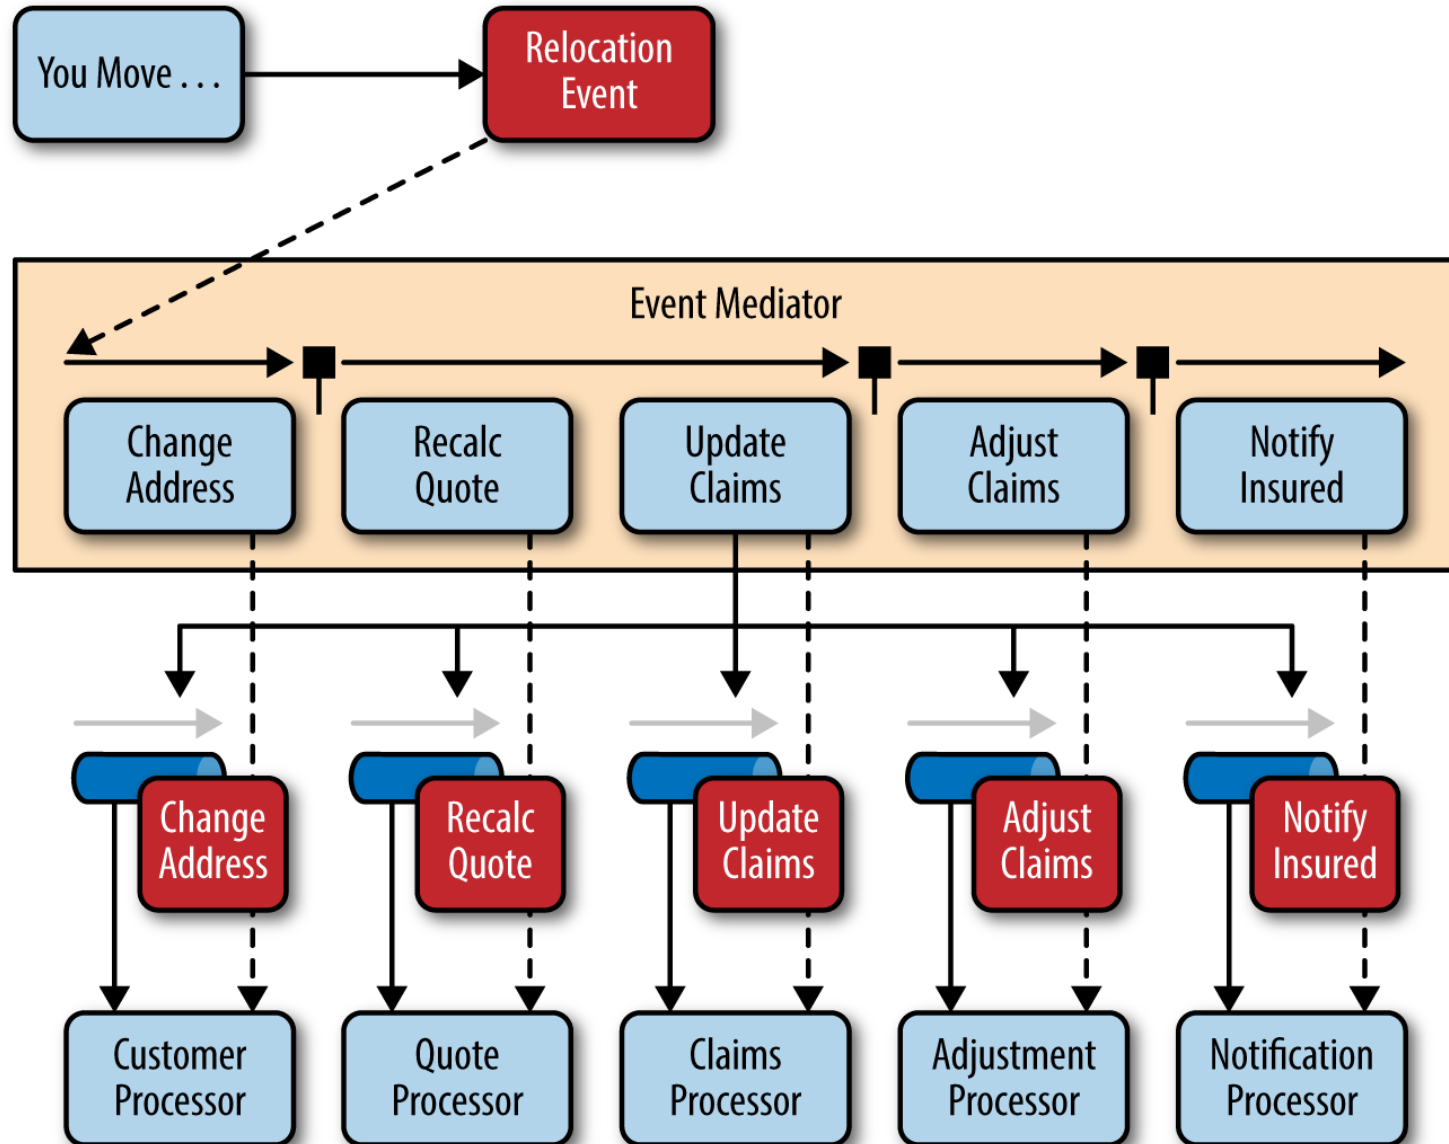 You Move . . .
Relocation
Event
Event Mediator
Change
Address
Recalc
Quote
Update
Claims
Adjust
Claims
Notify
Insured
Change
Address
Recalc
Quote
Update
Claims
Adjust
Claims
Notify
Insured
Customer
Processor
Quote
Processor
Claims
Processor
Adjustment
Processor
Notification
Processor